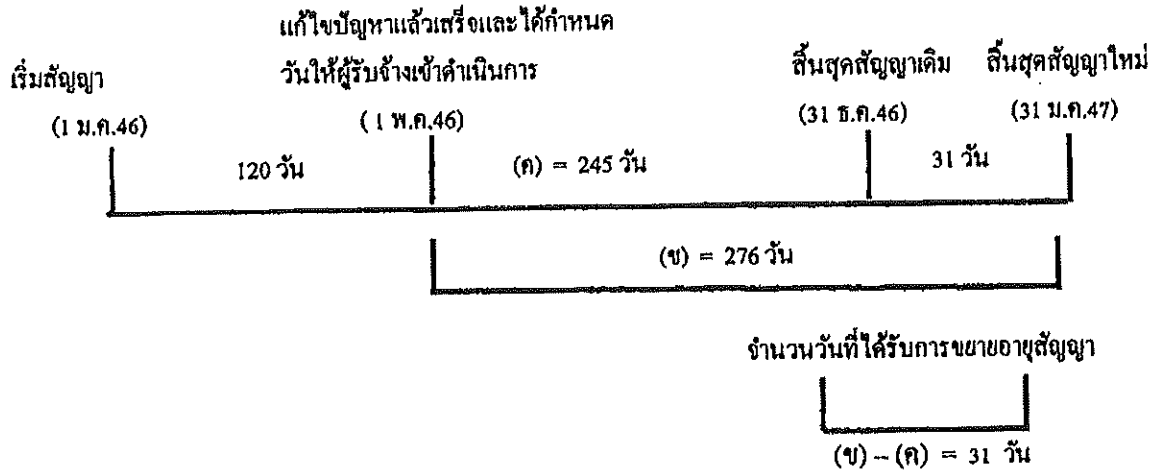 แก้ไขปัญหาแล้วเสร็จและได้กำหนด
เริ่มสัญญา วันให้ผู้รับจ้างเข้าดำเนินการ สิ้นสุดสัญญาเดิม สิ้นสุดสัญญาใหม่
(1 ม.ค.46) ( 1 พ.ค.46) (31 ธ.ค.46) (31 ม.ค.47)
120 วัน (ค) = 245 วัน 31 วัน
(ข) = 276 วัน
จำนวนวันที่ได้รับการขยายอายุสัญญา
(ข) – (ค) = 31 วัน